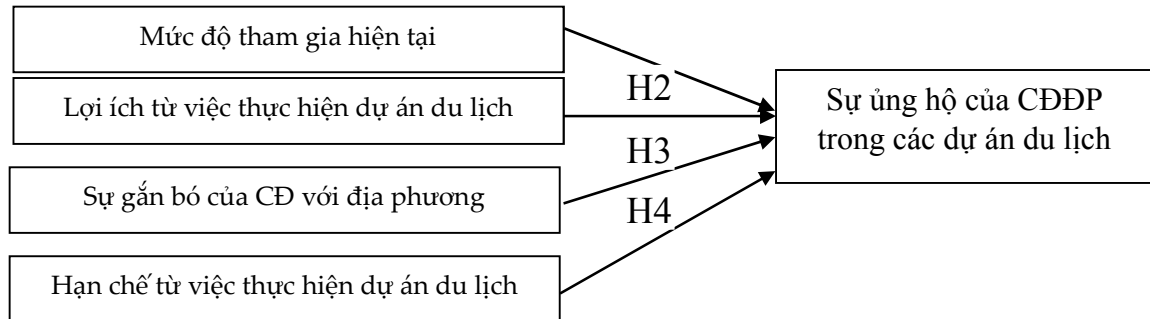 Mức độ tham gia hiện tại
H2
Lợi ích từ việc thực hiện dự án du lịch
Sự ủng hộ của CĐĐP
trong các dự án du lịch
H3
Sự gắn bó của CĐ với địa phương
H4
Hạn chế từ việc thực hiện dự án du lịch